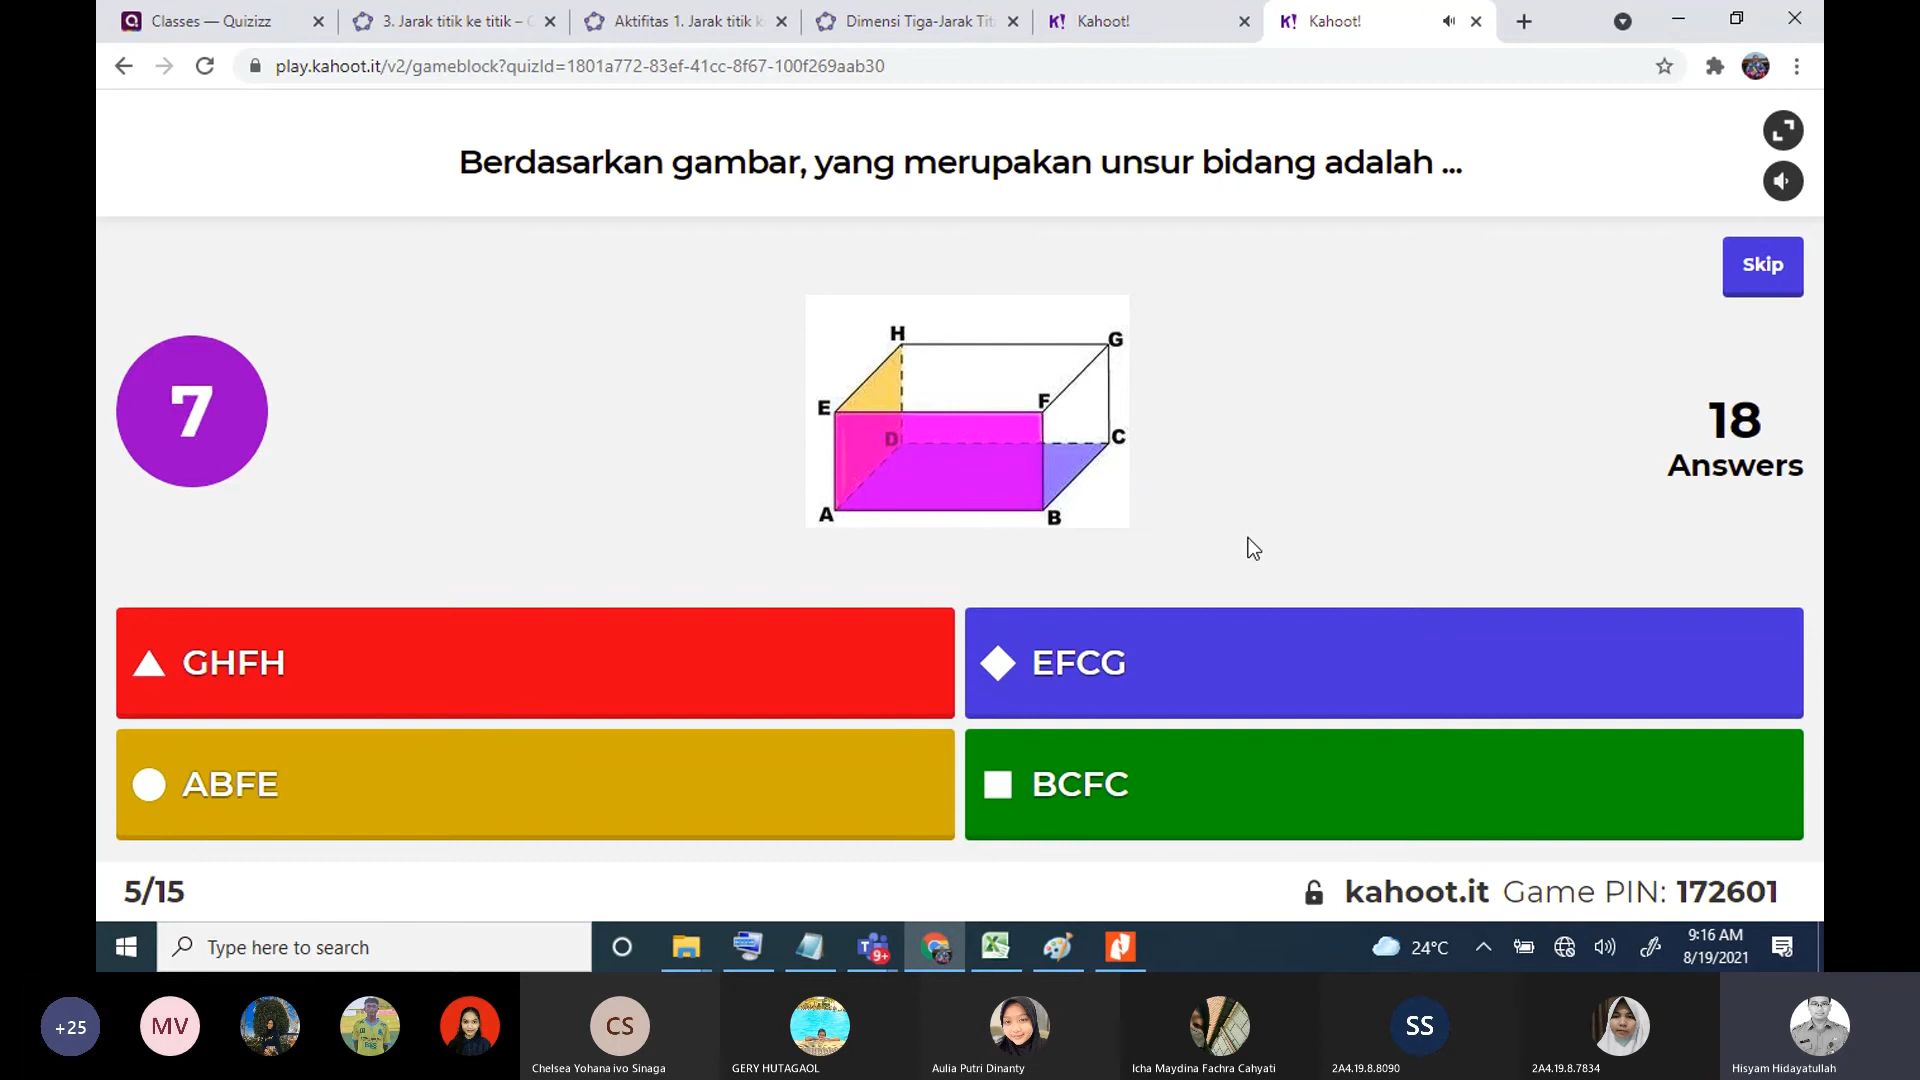 Classes — Quizizz
3. Jarak titik ke titik –
Aktifitas 1. Jarak titik
Dimensi Tiga-Jarak
Kahoot!
Kahoot!
play.kahoot.it/v2/gameblock?quizId=1801a772-83ef-41cc-8f67-100f269aab30
Berdasarkan gambar, yang merupakan unsur bidang adalah ...
Skip
7
H
G
E
F
D
C
A
B
18
Answers
GHFH
EFCG
ABFE
BCFC
5/15
kahoot.it Game PIN: 172601
Type here to search
9+
24°C
9:16 AM
8/19/2021
+25
MV
CS
SS
Chelsea Yohana ivo Sinaga
GERY HUTAGAOL
Aulia Putri Dinanty
Icha Maydina Fachra Cahyati
2A4.19.8.8090
2A4.19.8.7834
Hisyam Hidayatullah